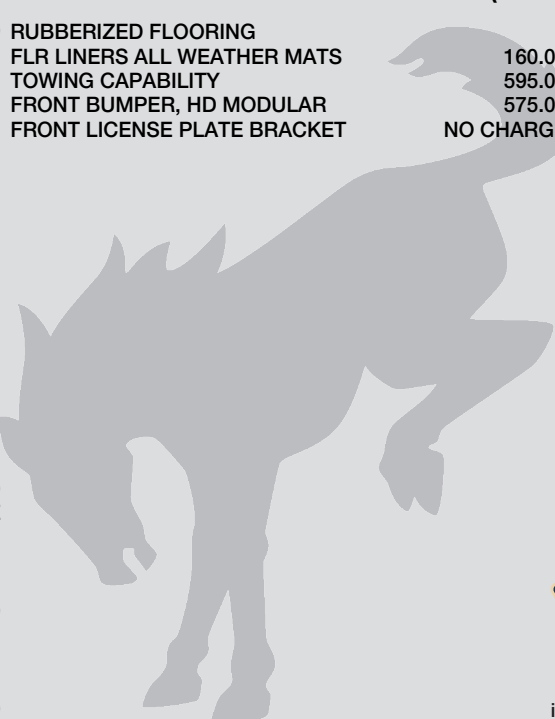 RUBBERIZED FLOORING
FLR LINERS ALL WEATHER MATS 160.0
TOWING CAPABILITY 595.0
FRONT BUMPER, HD MODULAR 575.0
FRONT LICENSE PLATE BRACKET NO CHARG